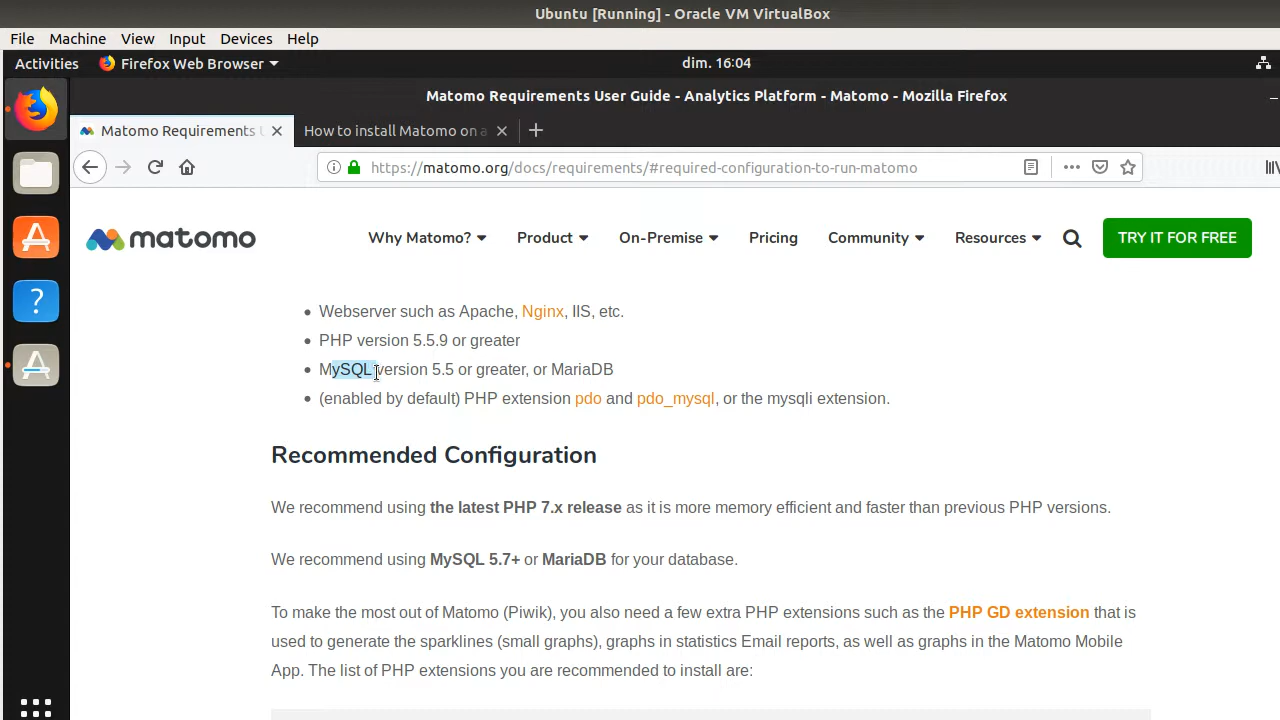 Ubuntu [Running] - Oracle VM VirtualBox
File Machine View Input Devices Help
Activities Firefox Web Browser dim. 16:04
Matomo Requirements User Guide - Analytics Platform - Matomo - Mozilla Firefox
Matomo Requirements U How to install Matomo on a
https://matomo.org/docs/requirements/#required-configuration-to-run-matomo
matomo Why Matomo? Product On-Premise Pricing Community Resources TRY IT FOR FREE
• Webserver such as Apache, Nginx, IIS, etc.
• PHP version 5.5.9 or greater
• MySQL version 5.5 or greater, or MariaDB
• (enabled by default) PHP extension pdo and pdo_mysql, or the mysqli extension.
Recommended Configuration
We recommend using the latest PHP 7.x release as it is more memory efficient and faster than previous PHP versions.
We recommend using MySQL 5.7+ or MariaDB for your database.
To make the most out of Matomo (Piwik), you also need a few extra PHP extensions such as the PHP GD extension that is
used to generate the sparklines (small graphs), graphs in statistics Email reports, as well as graphs in the Matomo Mobile
App. The list of PHP extensions you are recommended to install are: